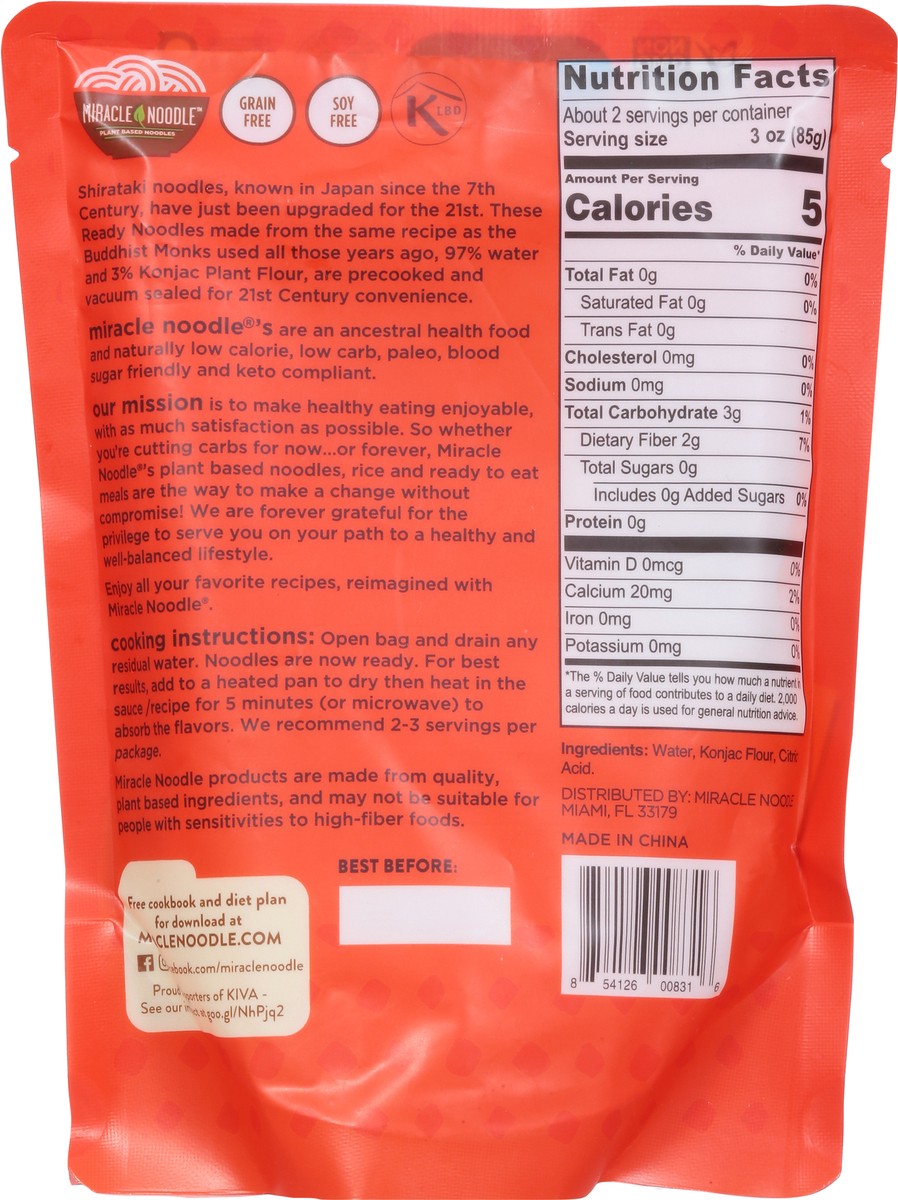 MIRACLE NOODLE™
PLANT BASED NOODLES
GRAIN
FREE
SOY
FREE
K LBD
Shirataki noodles, known in Japan since the 7th
Century, have just been upgraded for the 21st. These
Ready Noodles made from the same recipe as the
Buddhist Monks used all those years ago, 97% water
and 3% Konjac Plant Flour, are precooked and
vacuum sealed for 21st Century convenience.
miracle noodle®'s are an ancestral health food
and naturally low calorie, low carb, paleo, blood
sugar friendly and keto compliant.
our mission is to make healthy eating enjoyable,
with as much satisfaction as possible. So whether
you're cutting carbs for now...or forever, Miracle
Noodle®'s plant based noodles, rice and ready to eat
meals are the way to make a change without
compromise! We are forever grateful for the
privilege to serve you on your path to a healthy and
well-balanced lifestyle.
Enjoy all your favorite recipes, reimagined with
Miracle Noodle®.
cooking instructions: Open bag and drain any
residual water. Noodles are now ready. For best
results, add to a heated pan to dry then heat in the
sauce/recipe for 5 minutes (or microwave) to
absorb the flavors. We recommend 2-3 servings per
package.
Miracle Noodle products are made from quality,
plant based ingredients, and may not be suitable for
people with sensitivities to high-fiber foods.
Free cookbook and diet plan
for download at
M CLENOODLE.COM
book.com/miraclenoodle
Proud porters of KIVA -
See our goo.gl/NhPjq2
BEST BEFORE:
Nutrition Facts
About 2 servings per container
Serving size 3 oz (85g)
Amount Per Serving
Calories 5
% Daily Value*
Total Fat 0g 0%
Saturated Fat 0g 0%
Trans Fat 0g
Cholesterol 0mg 0%
Sodium 0mg 0%
Total Carbohydrate 3g 1%
Dietary Fiber 2g 7%
Total Sugars 0g
Includes 0g Added Sugars 0%
Protein 0g
Vitamin D 0mcg 0%
Calcium 20mg 2%
Iron 0mg 0%
Potassium 0mg 0%
*The % Daily Value tells you how much a nutrient in
a serving of food contributes to a daily diet. 2,000
calories a day is used for general nutrition advice.
Ingredients: Water, Konjac Flour, Citric
Acid.
DISTRIBUTED BY: MIRACLE NOODLE
MIAMI, FL 33179
MADE IN CHINA
8 54126 00831 6